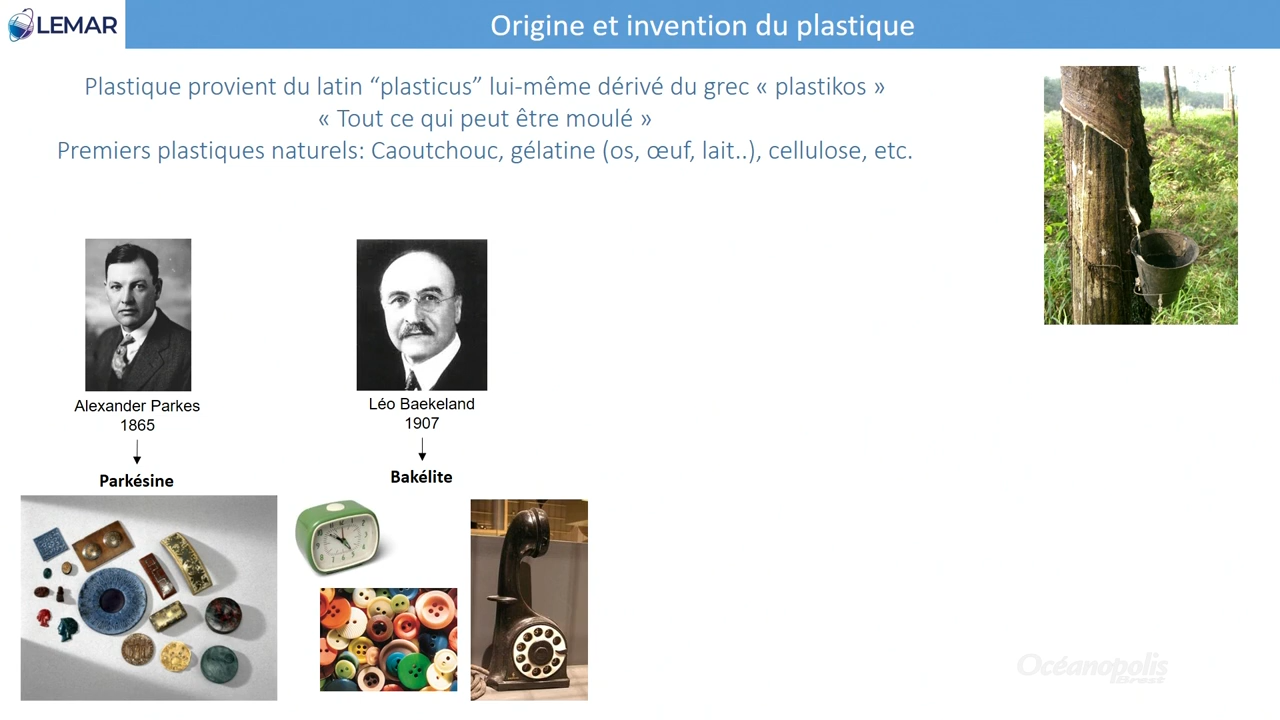 LEMAR
Origine et invention du plastique
Plastique provient du latin “plasticus” lui-même dérivé du grec « plastikos »
« Tout ce qui peut être moulé »
Premiers plastiques naturels: Caoutchouc, gélatine (os, œuf, lait..), cellulose, etc.
Alexander Parkes
1865
Parkésine
Léo Baekeland
1907
Bakélite
Océanopolis
Brest